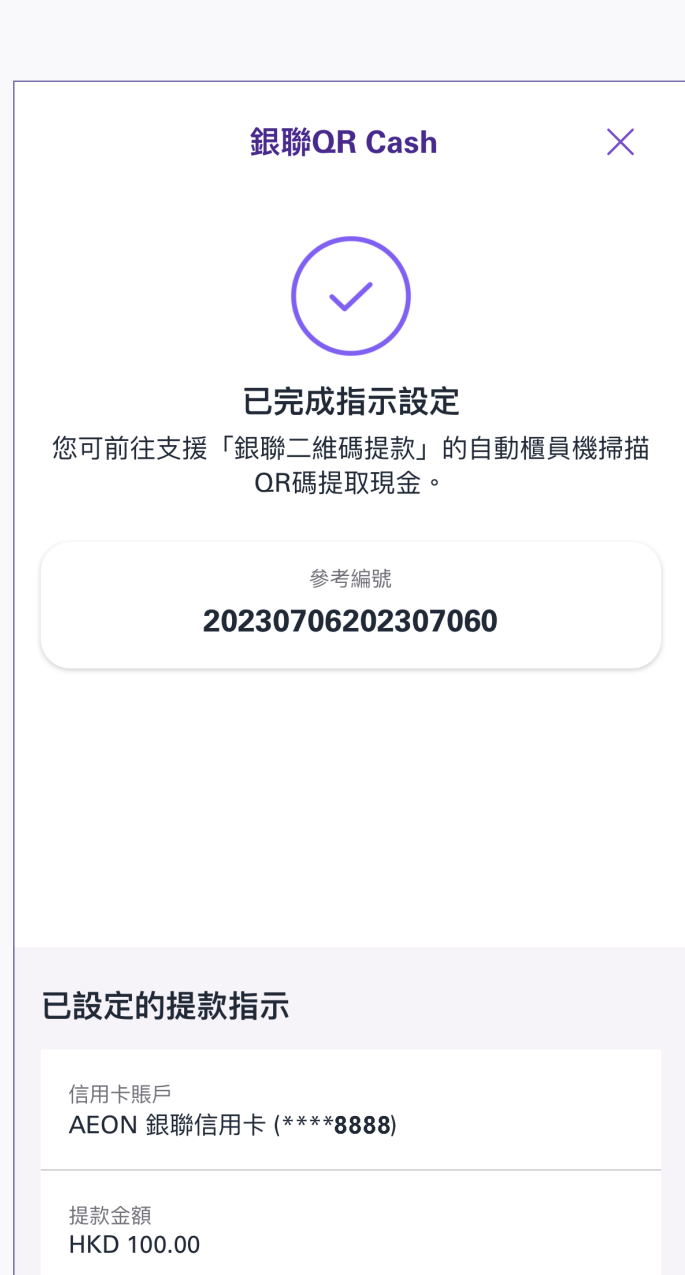 銀聯QR Cash
已完成指示設定
您可前往支援「銀聯二維碼提款」的自動櫃員機掃描
QR碼提取現金。
參考編號
20230706202307060
已設定的提款指示
信用卡賬戶
AEON 銀聯信用卡 (****8888)
提款金額
HKD 100.00